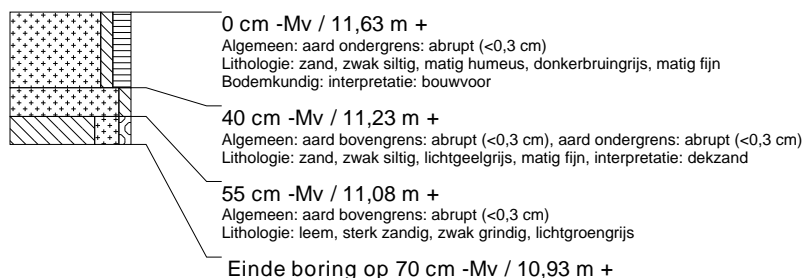 0 cm -Mv / 11,63 m +
Algemeen: aard ondergrens: abrupt (<0,3 cm)
Lithologie: zand, zwak siltig, matig humeus, donkerbruingrijs, matig fijn
Bodemkundig: interpretatie: bouwvoor
40 cm -Mv / 11,23 m +
Algemeen: aard bovengrens: abrupt (<0,3 cm), aard ondergrens: abrupt (<0,3 cm)
Lithologie: zand, zwak siltig, lichtgeelgrijs, matig fijn, interpretatie: dekzand
55 cm -Mv / 11,08 m +
Algemeen: aard bovengrens: abrupt (<0,3 cm)
Lithologie: leem, sterk zandig, zwak grindig, lichtgroengrijs
Einde boring op 70 cm -Mv / 10,93 m +